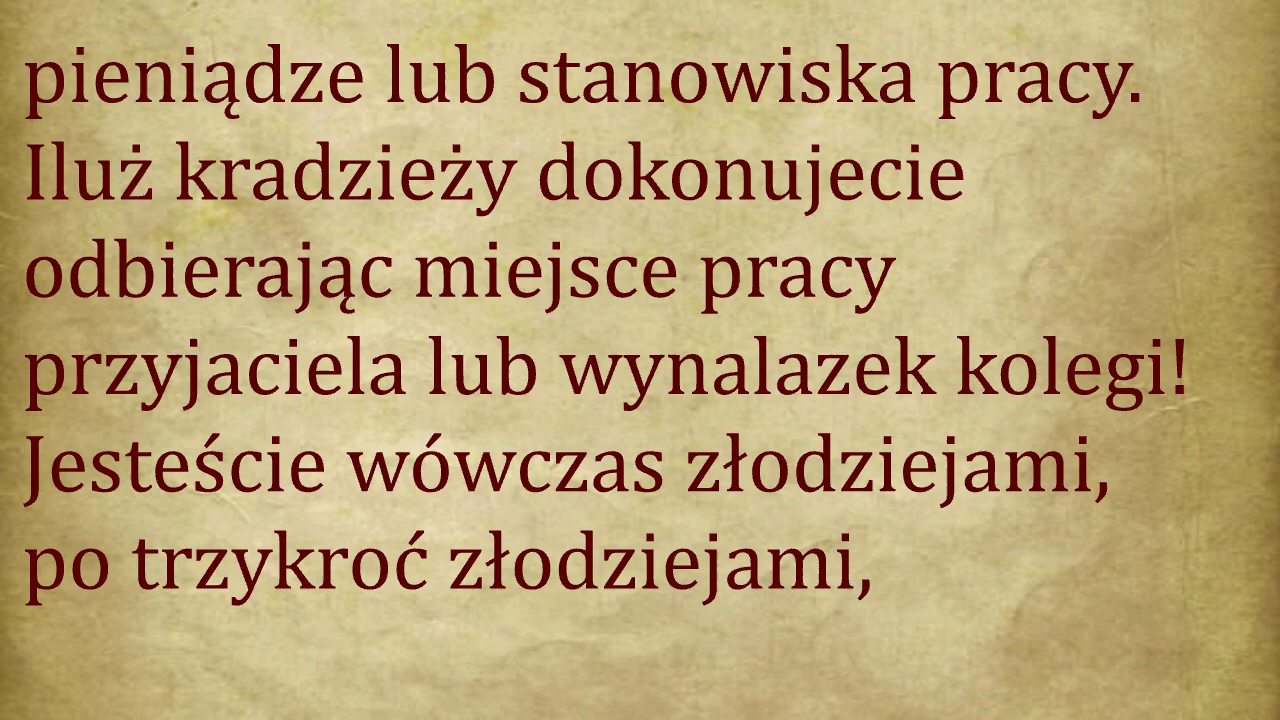 pieniądze lub stanowiska pracy.
Iluż kradzieży dokonujecie
odbierając miejsce pracy
przyjaciela lub wynalazek kolegi!
Jesteście wówczas złodziejami,
po trzykroć złodziejami,